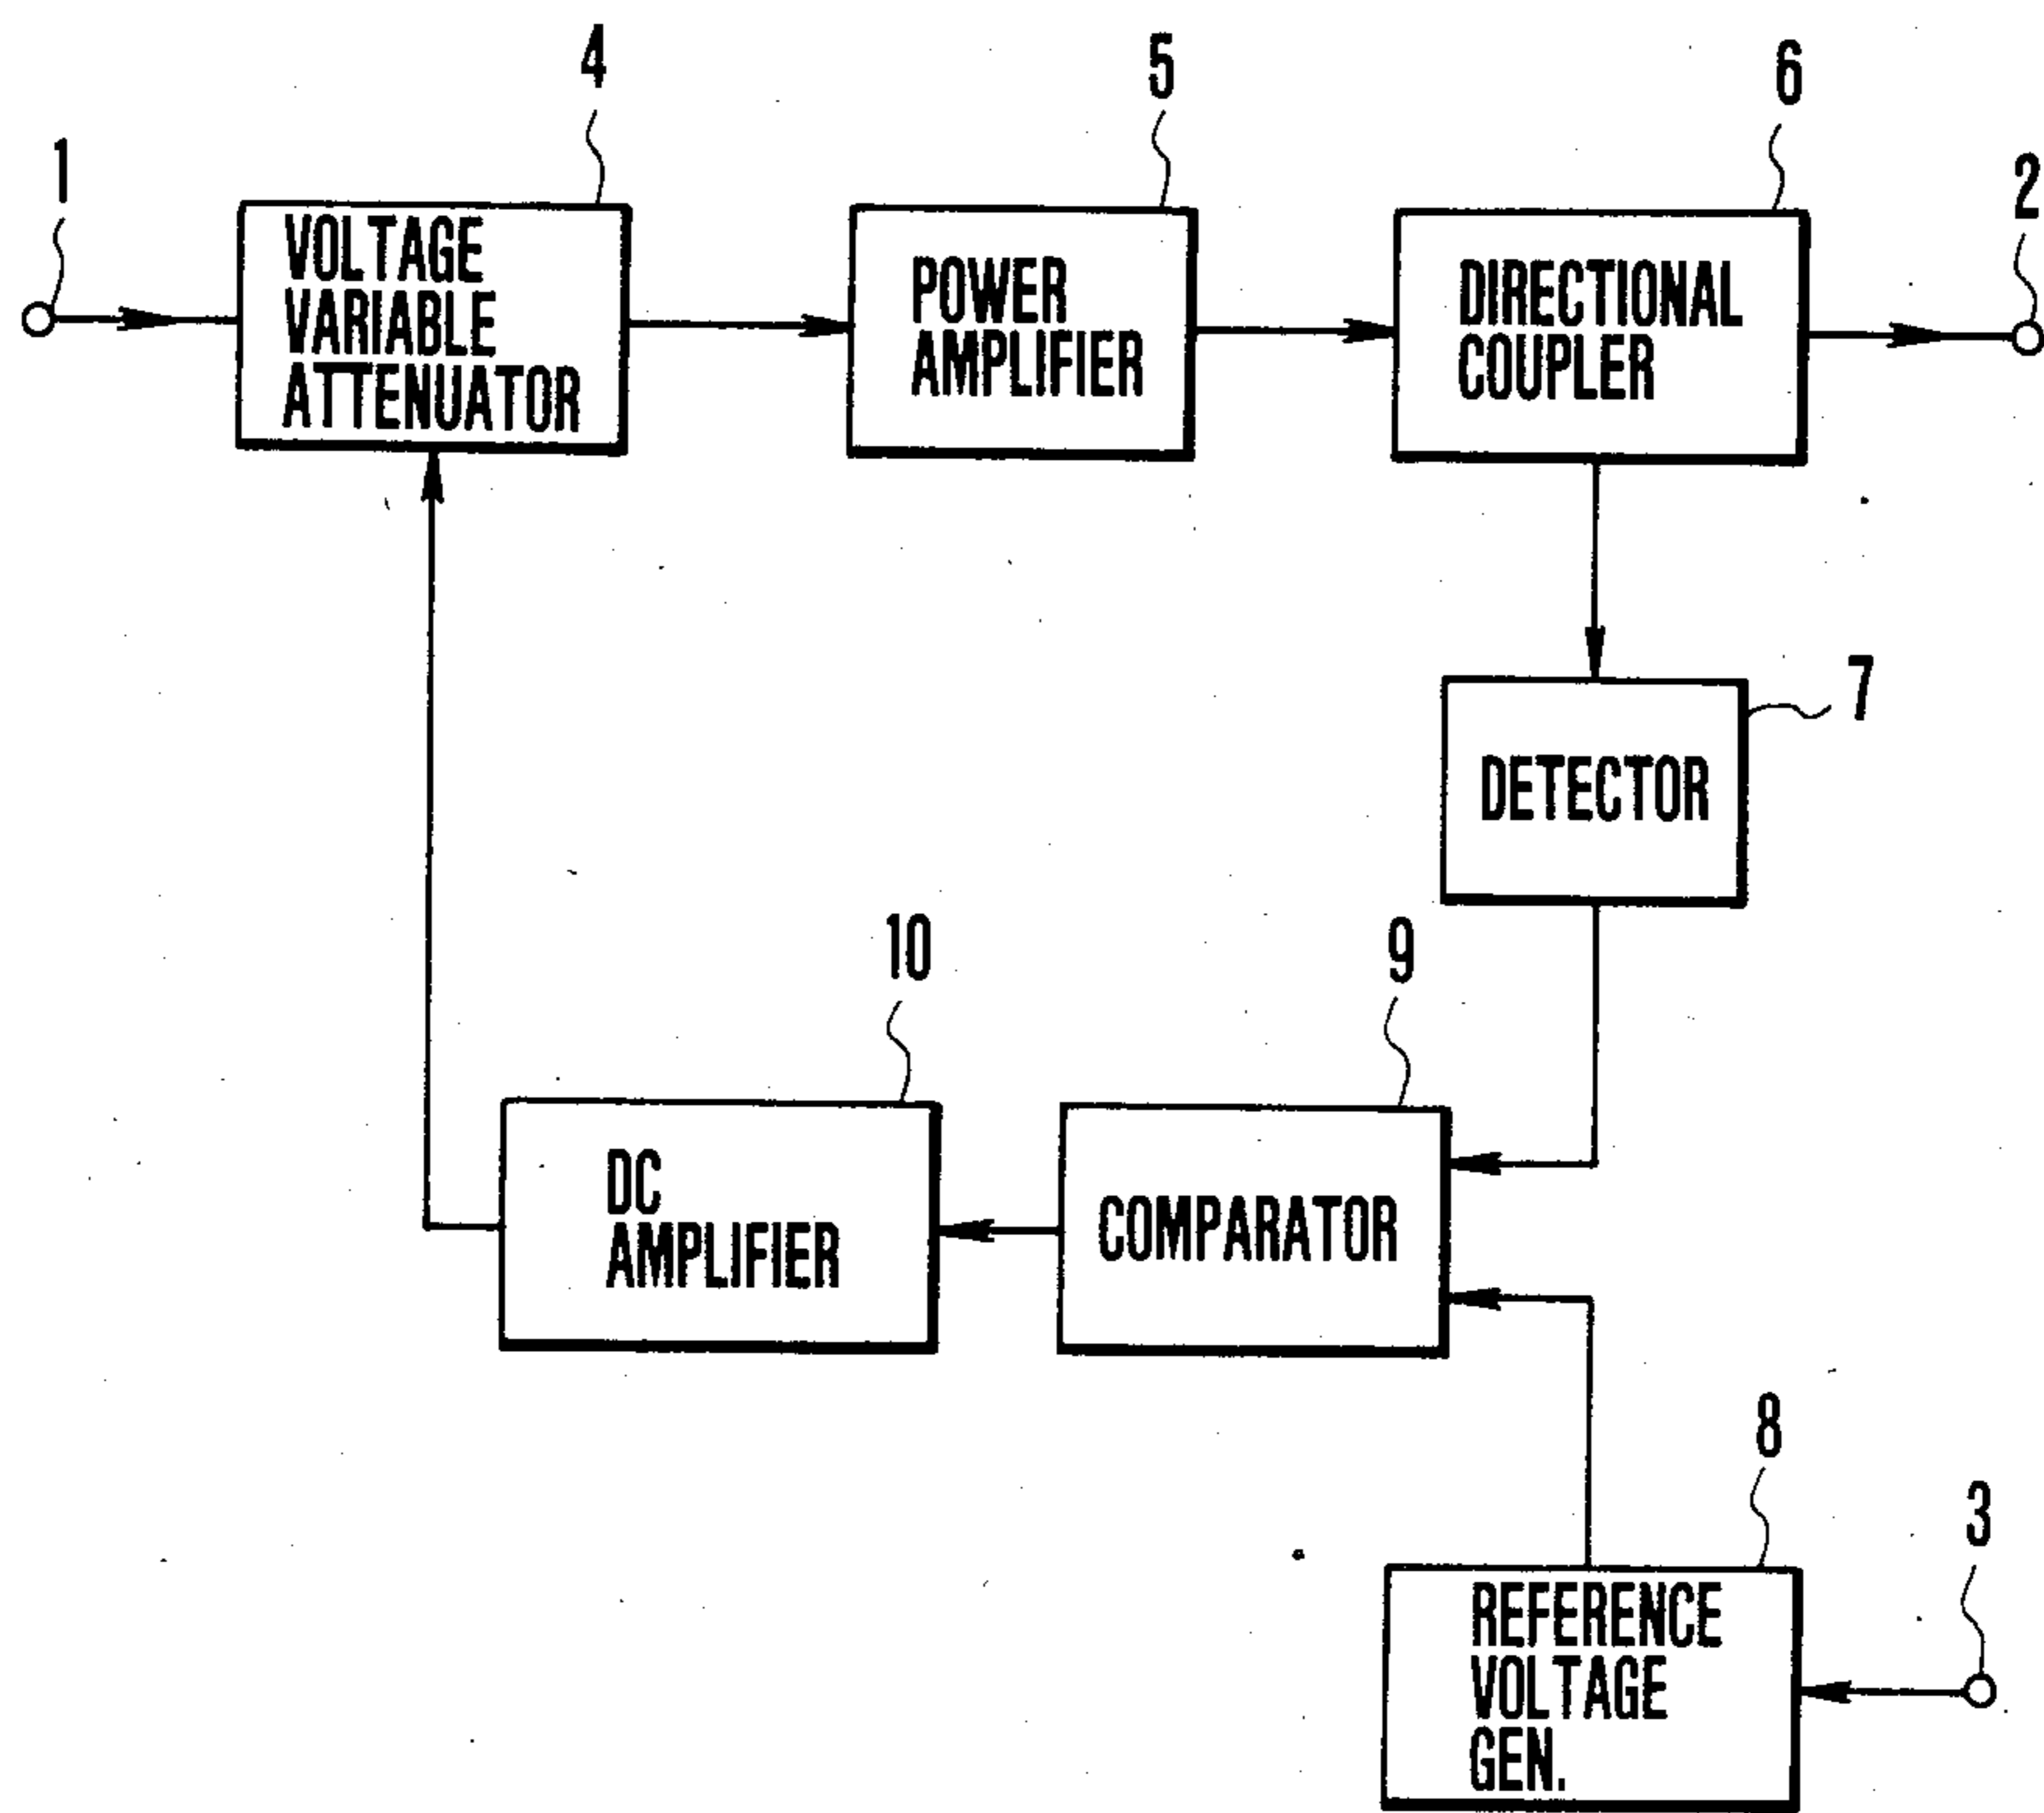 4
5
6
1
2
VOLTAGE
VARIABLE
ATTENUATOR
POWER
AMPLIFIER
DIRECTIONAL
COUPLER
7
DETECTOR
10
9
DC
AMPLIFIER
COMPARATOR
8
3
REFERENCE
VOLTAGE
GEN.